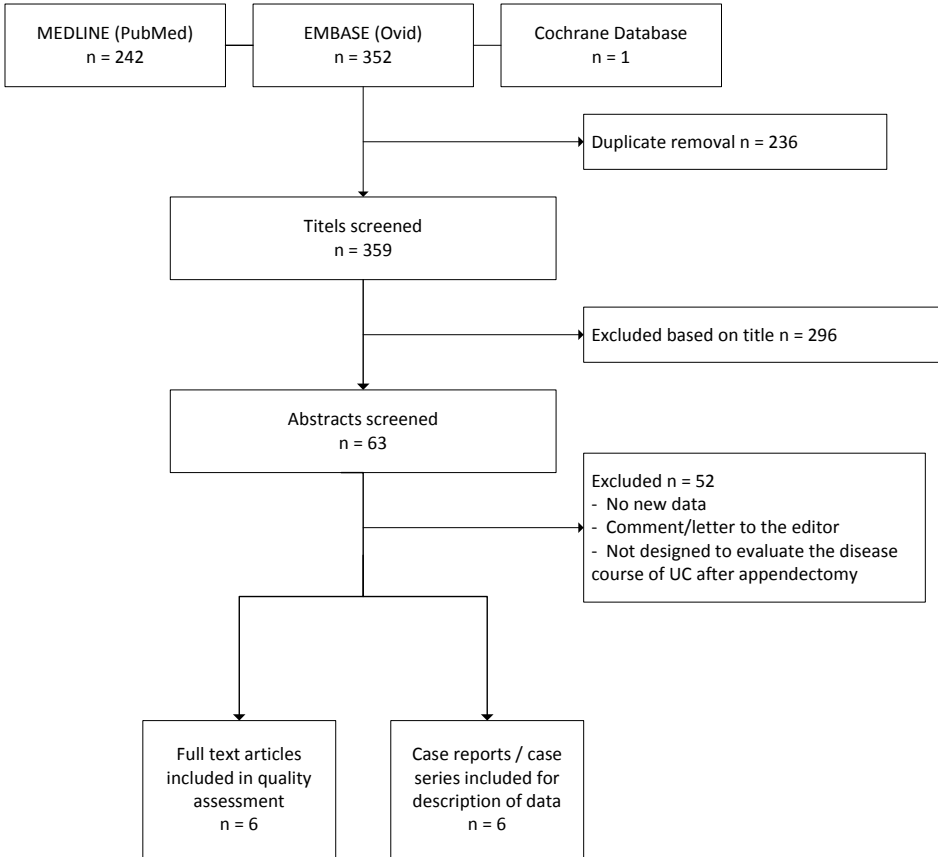 MEDLINE (PubMed)
n = 242
EMBASE (Ovid)
n = 352
Cochrane Database
n = 1
Duplicate removal n = 236
Titels screened
n = 359
Excluded based on title n = 296
Abstracts screened
n = 63
Excluded n = 52
- No new data
- Comment/letter to the editor
- Not designed to evaluate the disease
course of UC after appendectomy
Full text articles
included in quality
assessment
n = 6
Case reports / case
series included for
description of data
n = 6